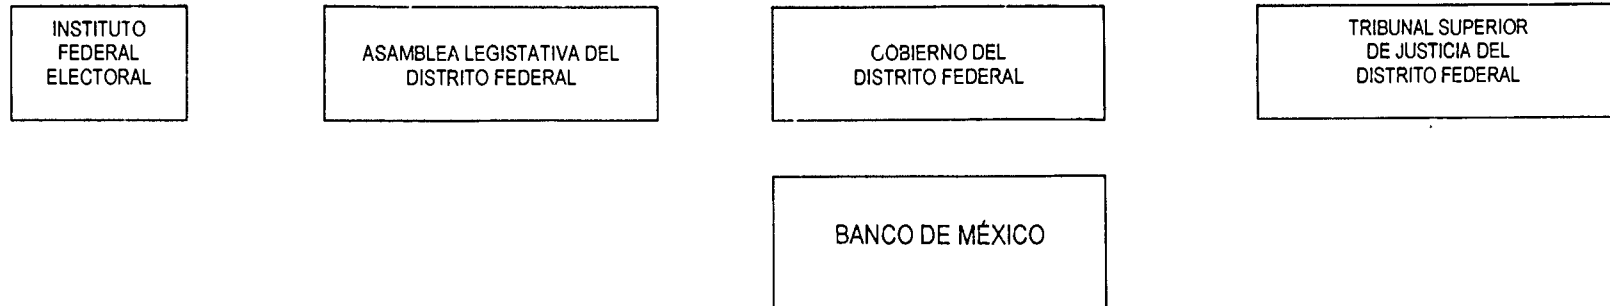 INSTITUTO
FEDERAL
ELECTORAL
ASAMBLEA LEGISTATIVA DEL
DISTRITO FEDERAL
GOBIERNO DEL
DISTRITO FEDERAL
TRIBUNAL SUPERIOR
DE JUSTICIA DEL
DISTRITO FEDERAL
BANCO DE MÉXICO